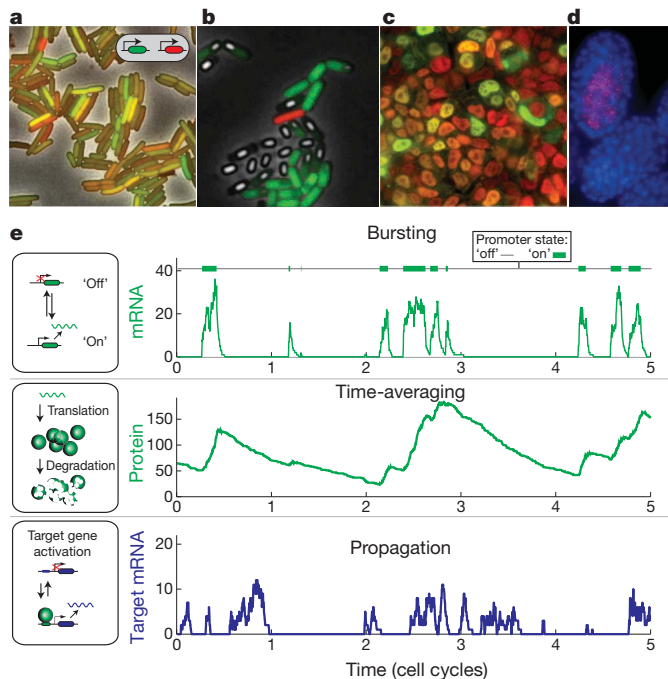 a
b
c
d
e
Bursting
Promoter state:
'off' 'on'
'Off'
'On'
mRNA
40
20
0
0 1 2 3 4 5
Time-averaging
Translation
Degradation
Protein
150
100
50
0 1 2 3 4 5
Target gene
activation
Propagation
Target mRNA
20
10
0
0 1 2 3 4 5
Time (cell cycles)